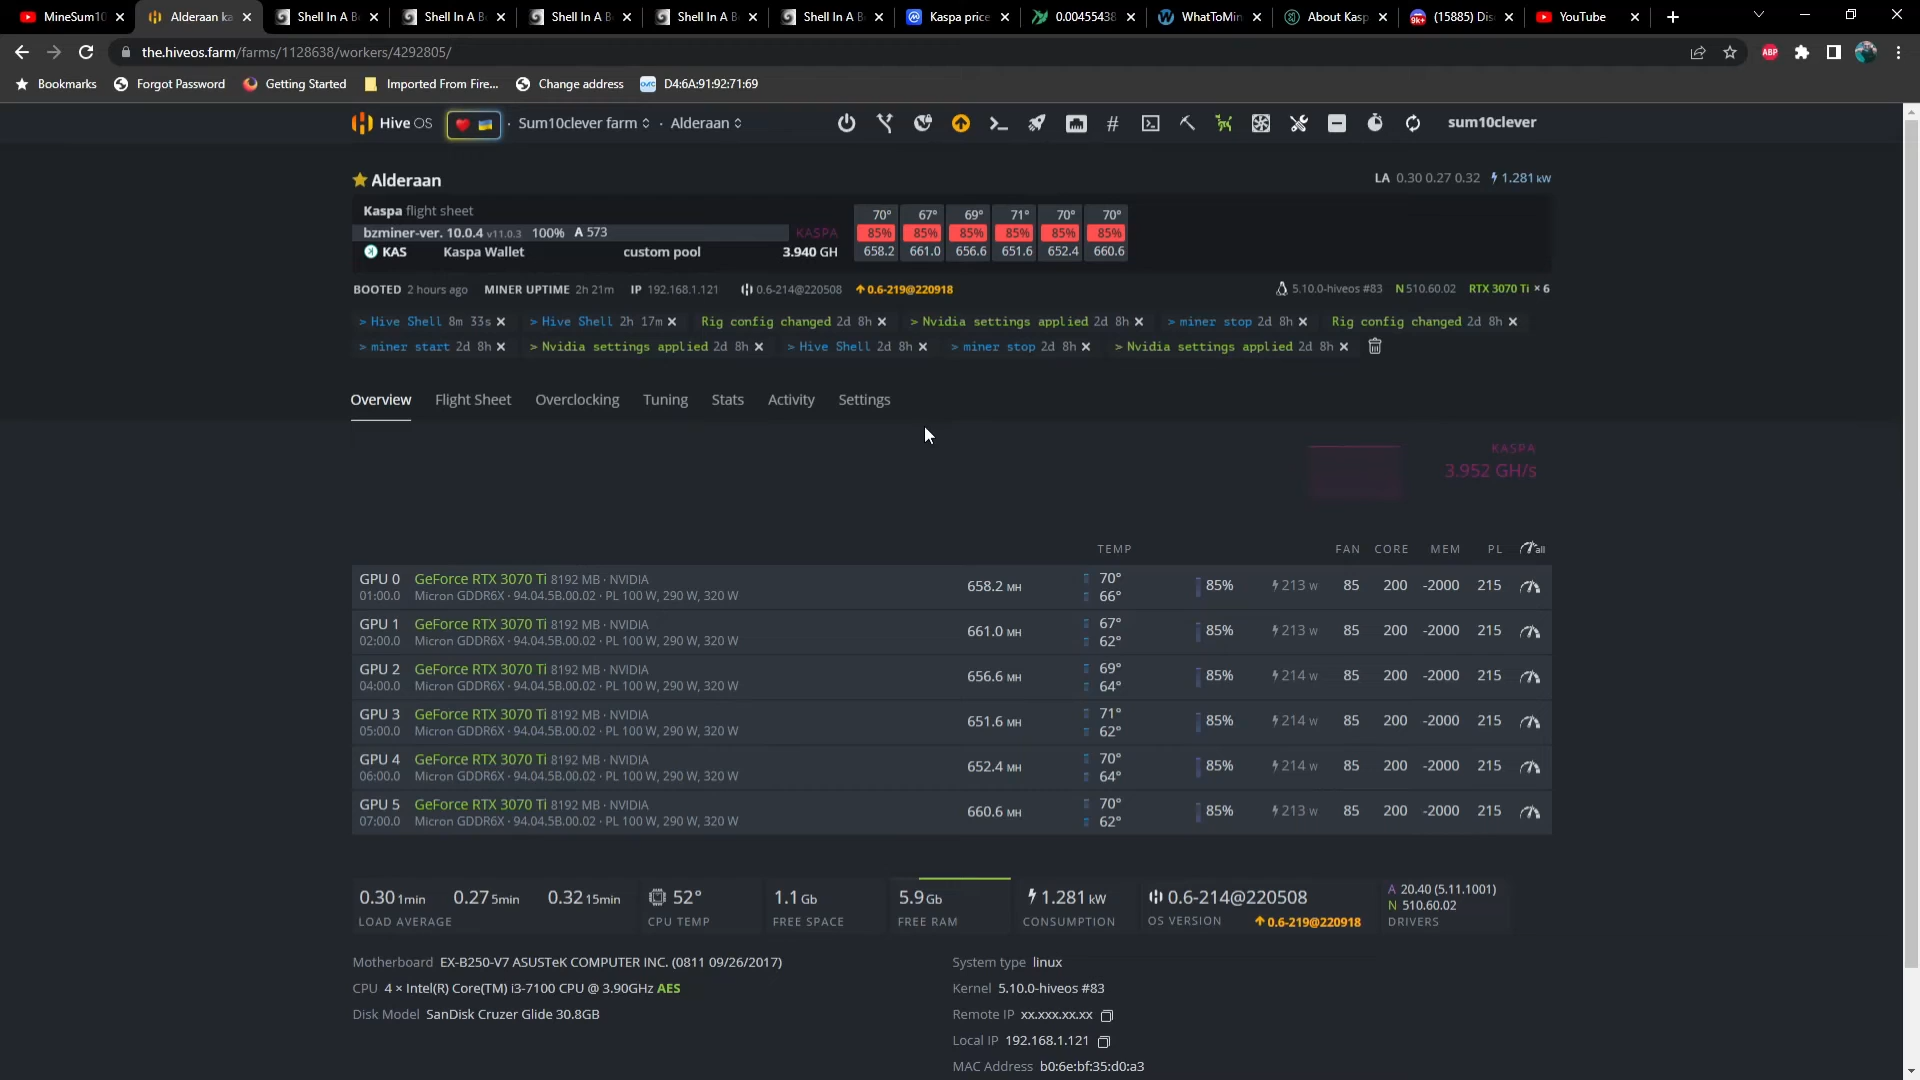 MineSum10
Alderaan ka
Shell In A B
Shell In A B
Shell In A B
Shell In A B
Shell In A B
Kaspa price
0.00455438
WhatToMin
About Kasp
(15885) Dis
YouTube
the.hiveos.farm/farms/1128638/workers/4292805/
ABP
Bookmarks
Forgot Password
Getting Started
Imported From Fire...
Change address
D4:6A:91:92:71:69
Hive OS
· Sum10clever farm
· Alderaan
sum10clever
Alderaan
LA 0.30 0.27 0.32 1.281 kW
Kaspa flight sheet
bzminer-ver. 10.0.4 v11.0.3 100% A 573 KASPA
KAS Kaspa Wallet custom pool 3.940 GH
70° 67° 69° 71° 70° 70°
85% 85% 85% 85% 85% 85%
658.2 661.0 656.6 651.6 652.4 660.6
BOOTED 2 hours ago MINER UPTIME 2h 21m IP 192.168.1.121 0.6-214@220508 0.6-219@220918
5.10.0-hiveos #83 N 510.60.02 RTX 3070 Ti × 6
> Hive Shell 8m 33s × > Hive Shell 2h 17m × Rig config changed 2d 8h × > Nvidia settings applied 2d 8h × > miner stop 2d 8h × Rig config changed 2d 8h ×
> miner start 2d 8h × > Nvidia settings applied 2d 8h × > Hive Shell 2d 8h × > miner stop 2d 8h × > Nvidia settings applied 2d 8h ×
Overview Flight Sheet Overclocking Tuning Stats Activity Settings
KASPA
3.952 GH/s
TEMP FAN CORE MEM PL all
GPU 0 GeForce RTX 3070 Ti 8192 MB · NVIDIA 658.2 MH 70° 85% 213 W 85 200 -2000 215
01:00.0 Micron GDDR6X · 94.04.5B.00.02 · PL 100 W, 290 W, 320 W 66°
GPU 1 GeForce RTX 3070 Ti 8192 MB · NVIDIA 661.0 MH 67° 85% 213 W 85 200 -2000 215
02:00.0 Micron GDDR6X · 94.04.5B.00.02 · PL 100 W, 290 W, 320 W 62°
GPU 2 GeForce RTX 3070 Ti 8192 MB · NVIDIA 656.6 MH 69° 85% 214 W 85 200 -2000 215
04:00.0 Micron GDDR6X · 94.04.5B.00.02 · PL 100 W, 290 W, 320 W 64°
GPU 3 GeForce RTX 3070 Ti 8192 MB · NVIDIA 651.6 MH 71° 85% 214 W 85 200 -2000 215
05:00.0 Micron GDDR6X · 94.04.5B.00.02 · PL 100 W, 290 W, 320 W 62°
GPU 4 GeForce RTX 3070 Ti 8192 MB · NVIDIA 652.4 MH 70° 85% 214 W 85 200 -2000 215
06:00.0 Micron GDDR6X · 94.04.5B.00.02 · PL 100 W, 290 W, 320 W 64°
GPU 5 GeForce RTX 3070 Ti 8192 MB · NVIDIA 660.6 MH 70° 85% 213 W 85 200 -2000 215
07:00.0 Micron GDDR6X · 94.04.5B.00.02 · PL 100 W, 290 W, 320 W 62°
0.30 1min 0.27 5min 0.32 15min
LOAD AVERAGE
52°
CPU TEMP
1.1 Gb
FREE SPACE
5.9 Gb
FREE RAM
1.281 kW
CONSUMPTION
0.6-214@220508
OS VERSION 0.6-219@220918
A 20.40 (5.11.1001)
N 510.60.02
DRIVERS
Motherboard EX-B250-V7 ASUSTeK COMPUTER INC. (0811 09/26/2017)
CPU 4 × Intel(R) Core(TM) i3-7100 CPU @ 3.90GHz AES
Disk Model SanDisk Cruzer Glide 30.8GB
System type linux
Kernel 5.10.0-hiveos #83
Remote IP xx.xxx.xx.xx
Local IP 192.168.1.121
MAC Address b0:6e:bf:35:d0:a3